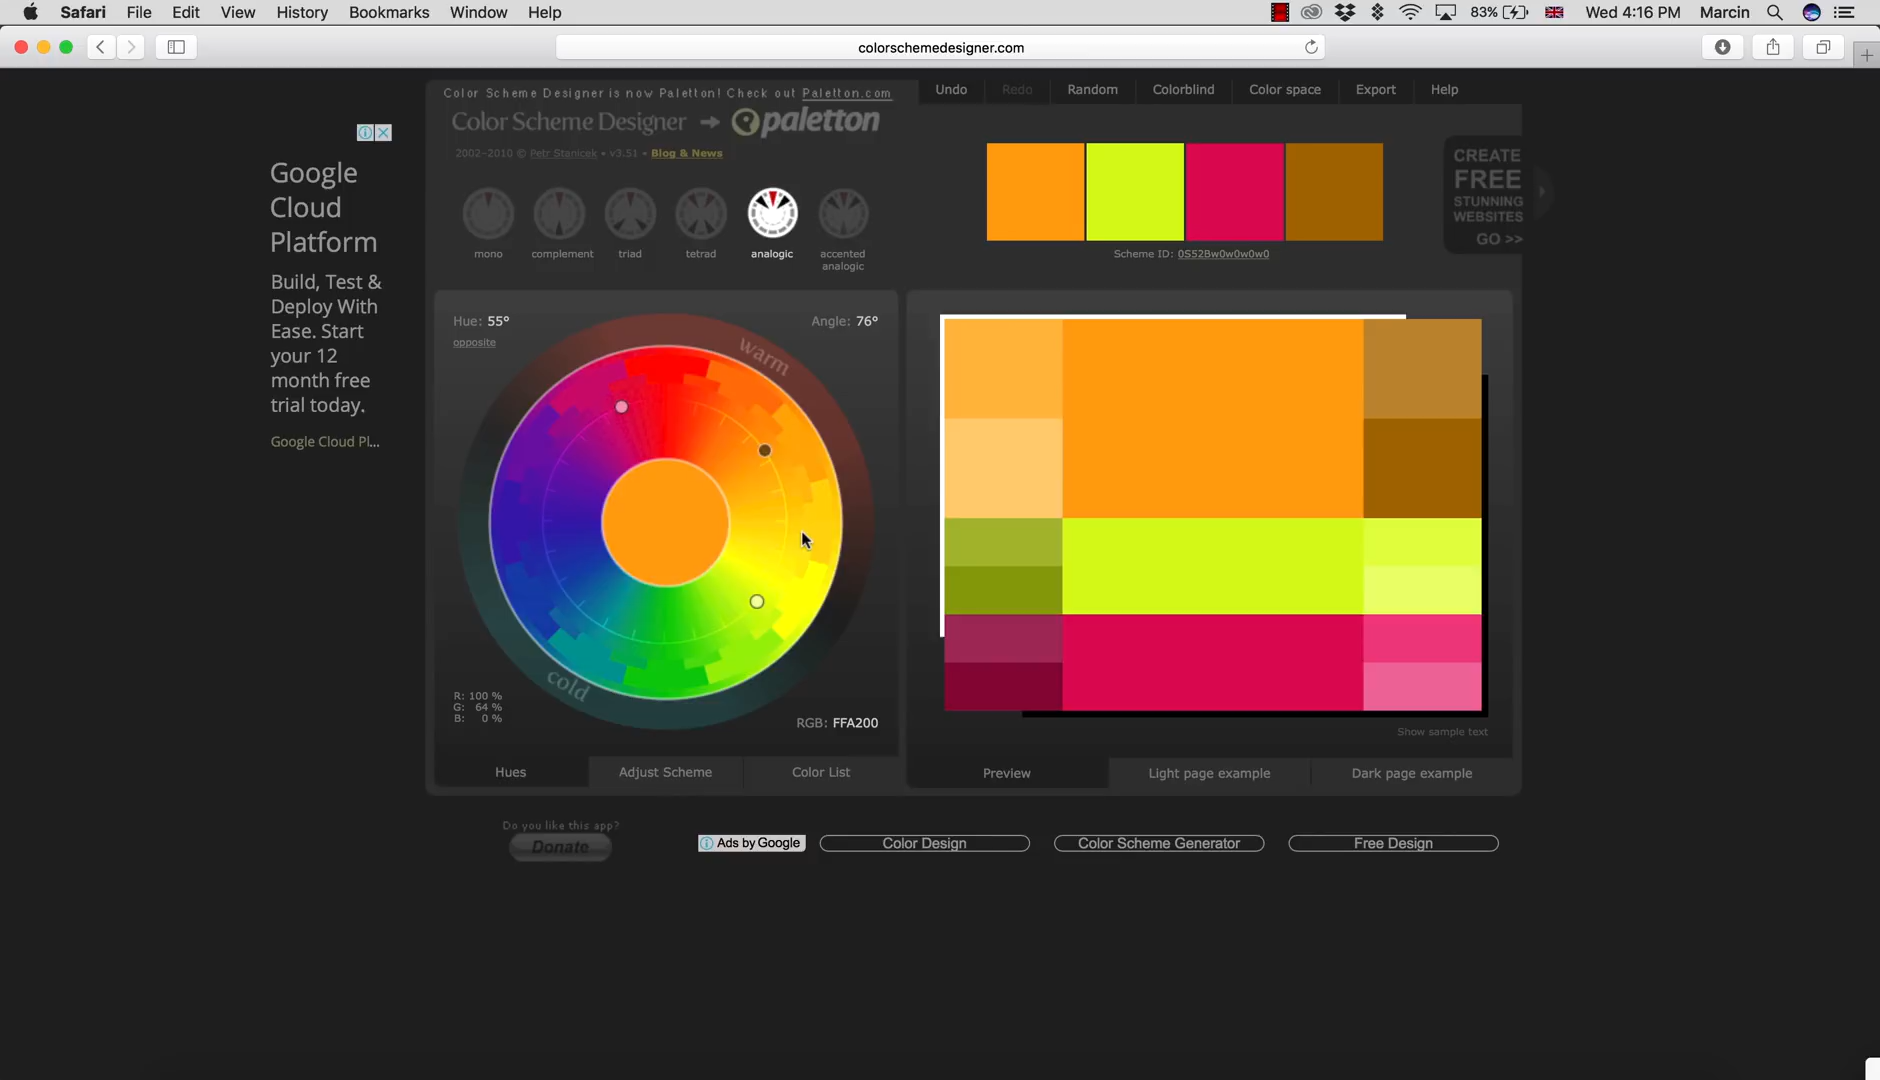 Safari File Edit View History Bookmarks Window Help 83% Wed 4:16 PM Marcin
colorschemedesigner.com
Color Scheme Designer is now Paletton! Check out Paletton.com
Undo Redo Random Colorblind Color space Export Help
Color Scheme Designer → paletton
2002–2010 © Petr Stanicek • v3.51 • Blog & News
Google
Cloud
Platform
Build, Test &
Deploy With
Ease. Start
your 12
month free
trial today.
Google Cloud Pl...
mono complement triad tetrad analogic accented
analogic
Scheme ID: 0S52Bw0w0w0w0
CREATE
FREE
STUNNING
WEBSITES
GO >>
Hue: 55° Angle: 76°
opposite
warm
cold
R: 100 %
G: 64 %
B: 0 %
RGB: FFA200
Show sample text
Hues Adjust Scheme Color List
Preview Light page example Dark page example
Do you like this app?
Donate
Ads by Google Color Design Color Scheme Generator Free Design